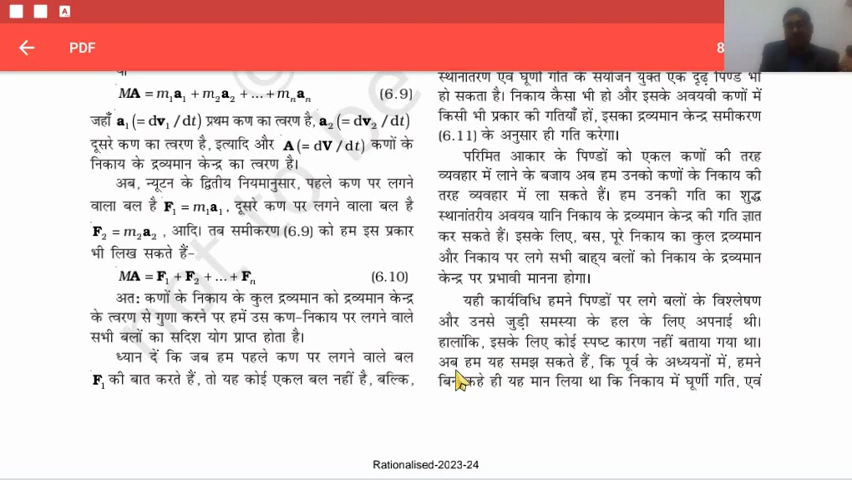 A
PDF
8
या
MA = m₁a₁ + m₂a₂ + ... + mₙaₙ (6.9)
जहाँ a₁ (= dv₁ / dt) प्रथम कण का त्वरण है, a₂ (= dv₂ / dt)
दूसरे कण का त्वरण है, इत्यादि और A (= dV / dt) कणों के
निकाय के द्रव्यमान केन्द्र का त्वरण है।
अब, न्यूटन के द्वितीय नियमानुसार, पहले कण पर लगने
वाला बल है F₁ = m₁a₁, दूसरे कण पर लगने वाला बल है
F₂ = m₂a₂, आदि। तब समीकरण (6.9) को हम इस प्रकार
भी लिख सकते हैं-
MA = F₁ + F₂ + ... + Fₙ (6.10)
अतः कणों के निकाय के कुल द्रव्यमान को द्रव्यमान केन्द्र
के त्वरण से गुणा करने पर हमें उस कण-निकाय पर लगने वाले
सभी बलों का सदिश योग प्राप्त होता है।
ध्यान दें कि जब हम पहले कण पर लगने वाले बल
F₁ की बात करते हैं, तो यह कोई एकल बल नहीं है, बल्कि,
स्थानांतरण एवं घूर्णी गति के संयोजन युक्त एक दृढ़ पिण्ड भी
हो सकता है। निकाय कैसा भी हो और इसके अवयवी कणों में
किसी भी प्रकार की गतियाँ हों, इसका द्रव्यमान केन्द्र समीकरण
(6.11) के अनुसार ही गति करेगा।
परिमित आकार के पिण्डों को एकल कणों की तरह
व्यवहार में लाने के बजाय अब हम उनको कणों के निकाय की
तरह व्यवहार में ला सकते हैं। हम उनकी गति का शुद्ध
स्थानांतरीय अवयव यानि निकाय के द्रव्यमान केन्द्र की गति ज्ञात
कर सकते हैं। इसके लिए, बस, पूरे निकाय का कुल द्रव्यमान
और निकाय पर लगे सभी बाह्य बलों को निकाय के द्रव्यमान
केन्द्र पर प्रभावी मानना होगा।
यही कार्यविधि हमने पिण्डों पर लगे बलों के विश्लेषण
और उनसे जुड़ी समस्या के हल के लिए अपनाई थी।
हालांकि, इसके लिए कोई स्पष्ट कारण नहीं बताया गया था।
अब हम यह समझ सकते हैं, कि पूर्व के अध्ययनों में, हमने
बिन कहे ही यह मान लिया था कि निकाय में घूर्णी गति, एवं
not to be
Rationalised-2023-24